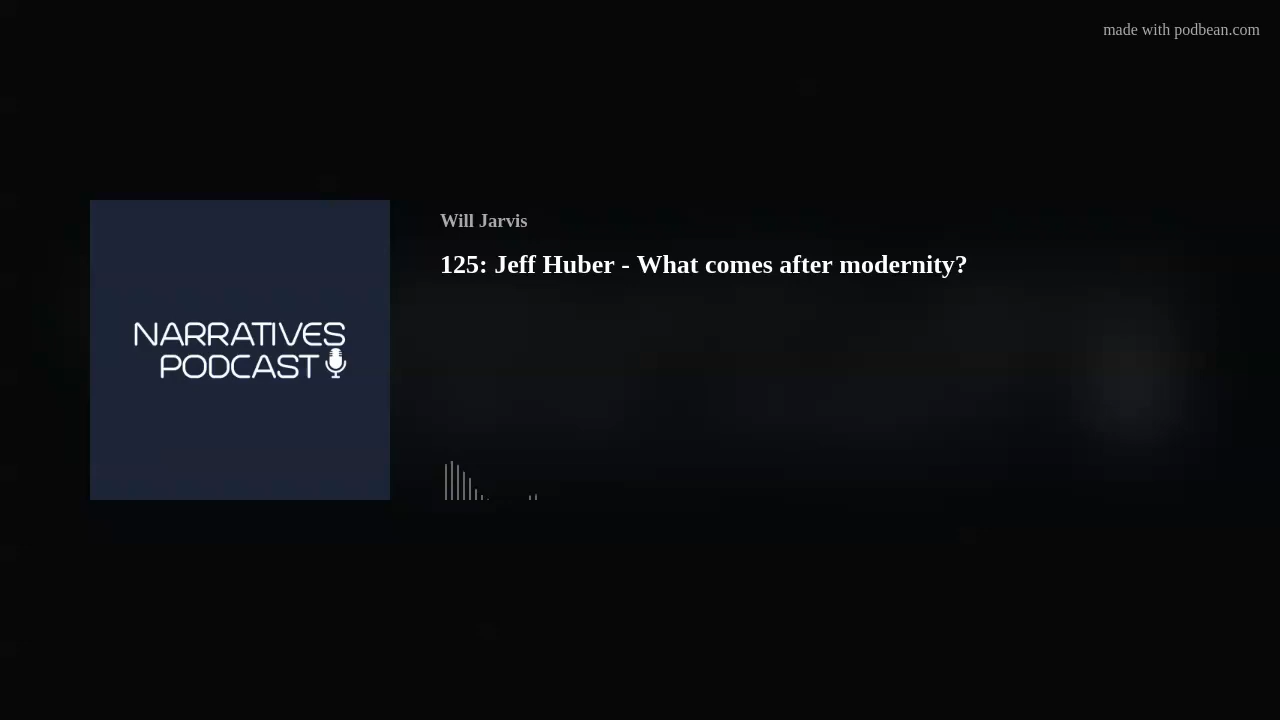 made with podbean.com
Will Jarvis
125: Jeff Huber - What comes after modernity?
NARRATIVES
PODCAST